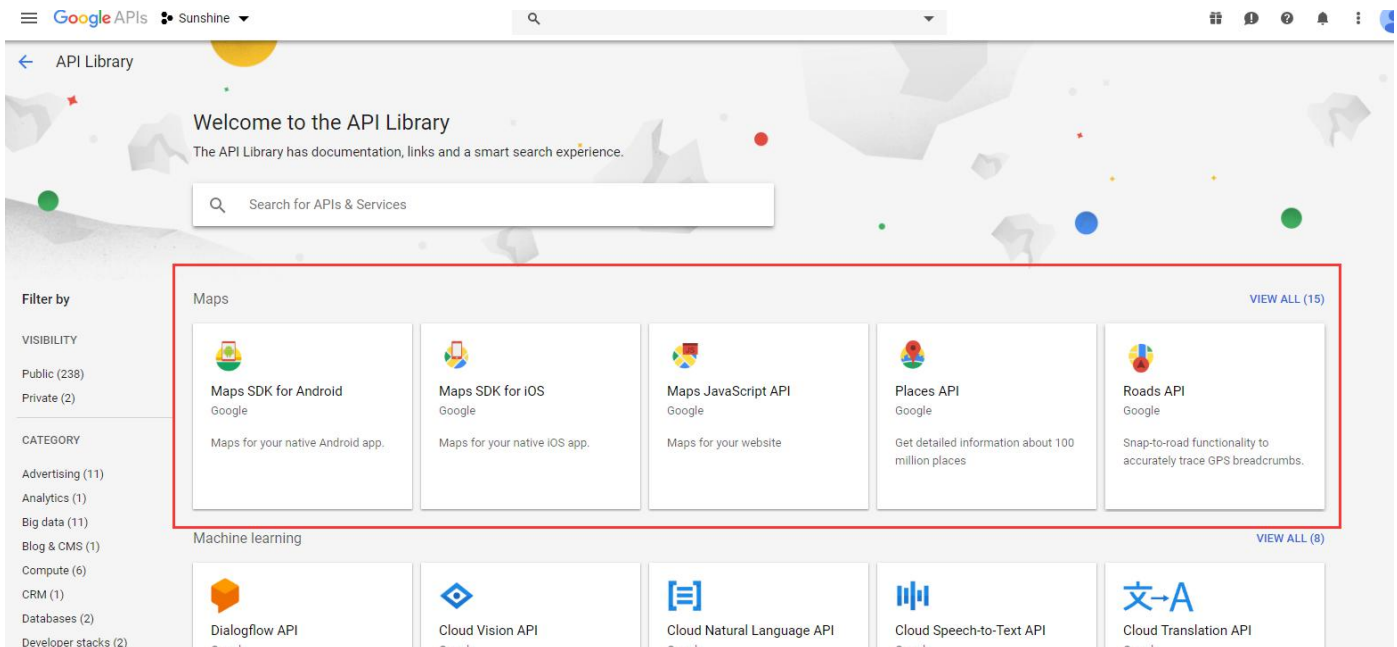 Google APIs
Sunshine
API Library
Welcome to the API Library
The API Library has documentation, links and a smart search experience.
Search for APIs & Services
Filter by
VISIBILITY
Public (238)
Private (2)
CATEGORY
Advertising (11)
Analytics (1)
Big data (11)
Blog & CMS (1)
Compute (6)
CRM (1)
Databases (2)
Developer stacks (2)
Maps
VIEW ALL (15)
Maps SDK for Android
Google
Maps for your native Android app.
Maps SDK for iOS
Google
Maps for your native iOS app.
Maps JavaScript API
Google
Maps for your website
Places API
Google
Get detailed information about 100
million places
Roads API
Google
Snap-to-road functionality to
accurately trace GPS breadcrumbs.
Machine learning
VIEW ALL (8)
Dialogflow API
Cloud Vision API
Cloud Natural Language API
Cloud Speech-to-Text API
文→A
Cloud Translation API